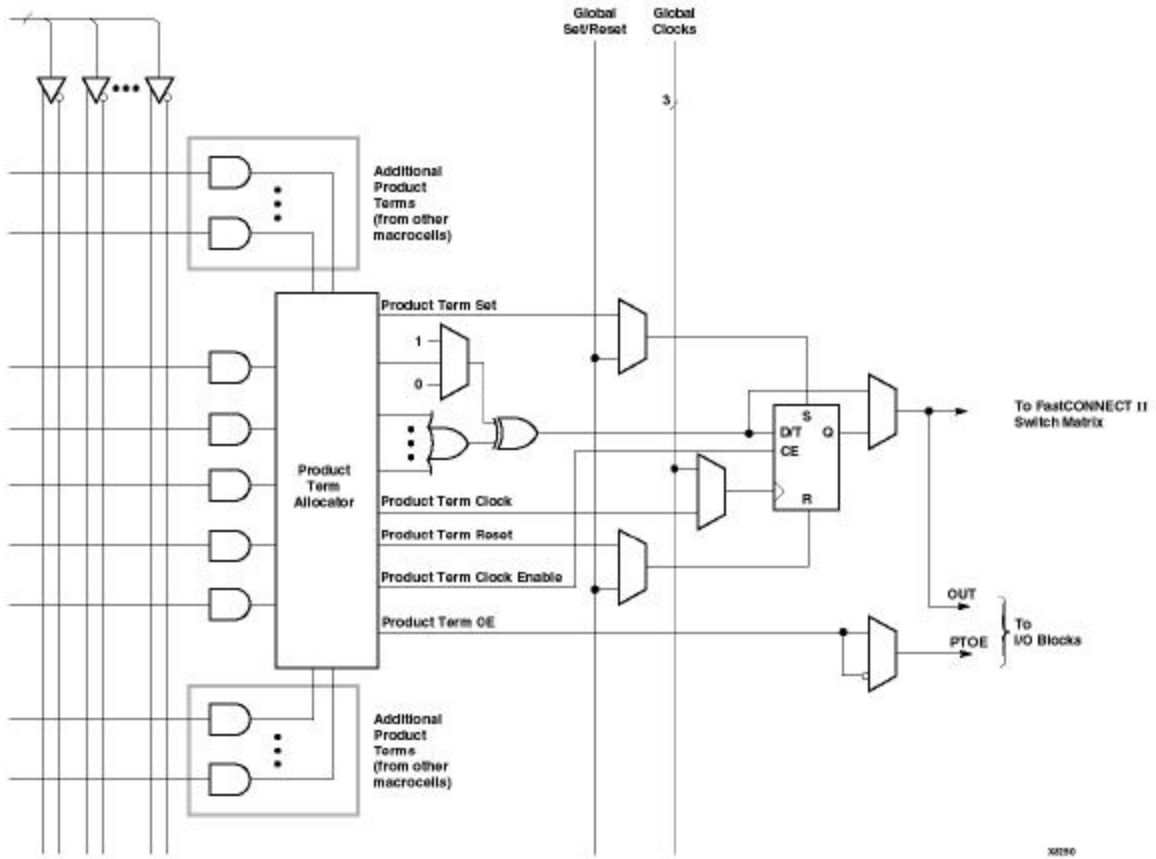 Global
Set/Reset
Global
Clocks
3
Additional
Product
Terms
(from other
macrocells)
Product Term Set
1
0
Product
Term
Allocator
S
D/T Q
CE
R
To FastCONNECT II
Switch Matrix
Product Term Clock
Product Term Reset
Product Term Clock Enable
Product Term OE
OUT
PTOE
To
I/O Blocks
Additional
Product
Terms
(from other
macrocells)